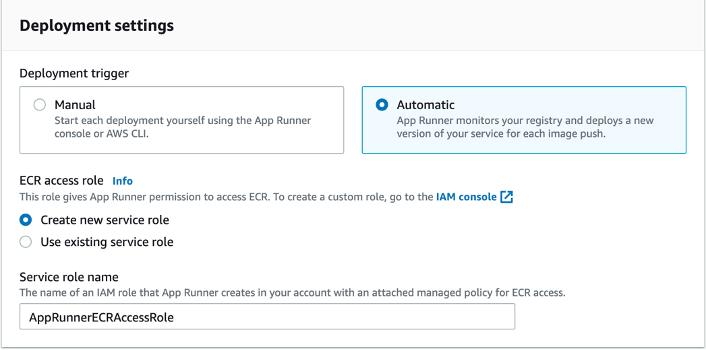 Deployment settings
Deployment trigger
Manual
Start each deployment yourself using the App Runner
console or AWS CLI.
Automatic
App Runner monitors your registry and deploys a new
version of your service for each image push.
ECR access role Info
This role gives App Runner permission to access ECR. To create a custom role, go to the IAM console
Create new service role
Use existing service role
Service role name
The name of an IAM role that App Runner creates in your account with an attached managed policy for ECR access.
AppRunnerECRAccessRole